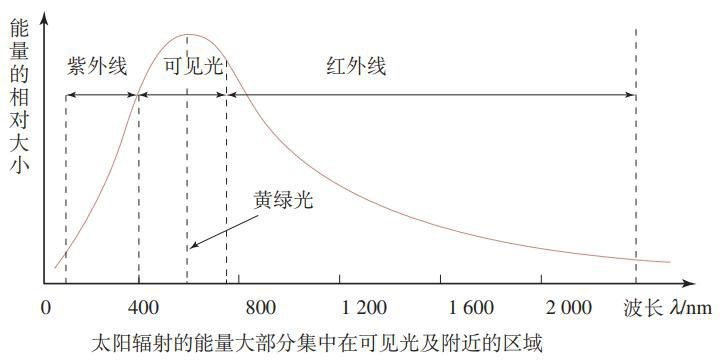 能量的相对大小
紫外线
可见光
红外线
黄绿光
0 400 800 1 200 1 600 2 000 波长 λ/nm
太阳辐射的能量大部分集中在可见光及附近的区域